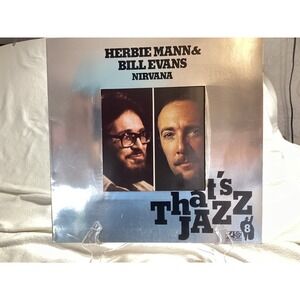 HERBIE MANN &
BILL EVANS
NIRVANA
That's
JAZZ
8